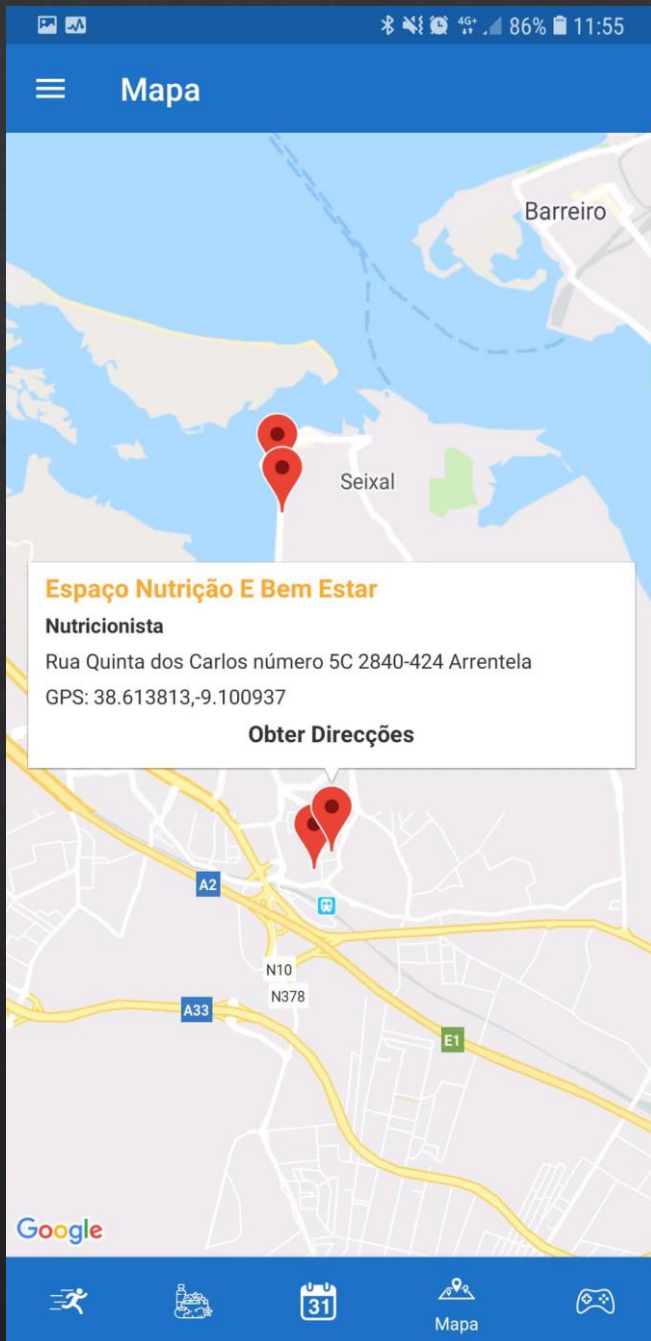 4G+ 86% 11:55
Mapa
Barreiro
Seixal
Espaço Nutrição E Bem Estar
Nutricionista
Rua Quinta dos Carlos número 5C 2840-424 Arrentela
GPS: 38.613813,-9.100937
Obter Direcções
A2
N10
N378
A33
E1
Google
31
Mapa